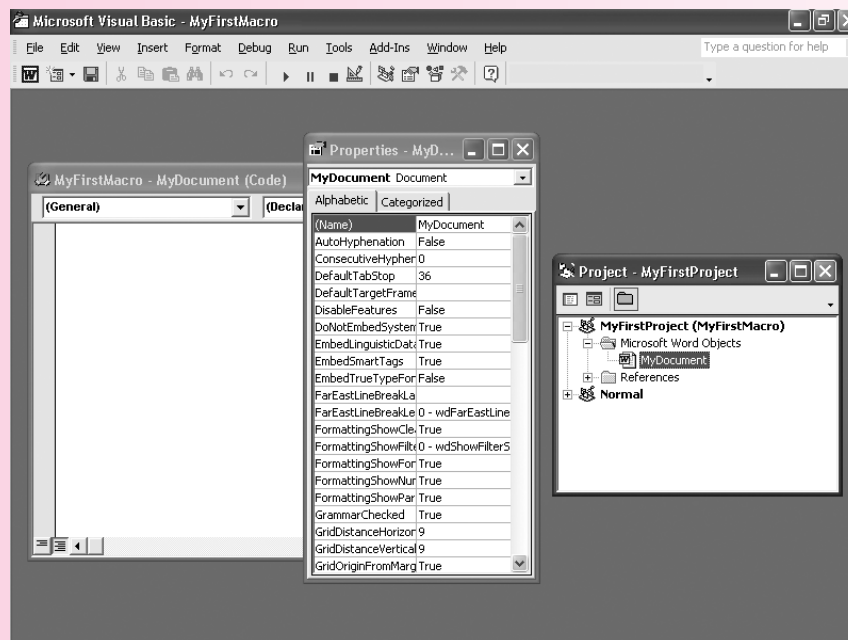 Microsoft Visual Basic - MyFirstMacro
File Edit View Insert Format Debug Run Tools Add-Ins Window Help
Type a question for help
MyFirstMacro - MyDocument (Code)
(General)
(Declar
Properties - MyD...
MyDocument Document
Alphabetic Categorized
(Name) MyDocument
AutoHyphenation False
ConsecutiveHypher 0
DefaultTabStop 36
DefaultTargetFrame
DisableFeatures False
DoNotEmbedSystem True
EmbedLinguisticData True
EmbedSmartTags True
EmbedTrueTypeFor False
FarEastLineBreakLa
FarEastLineBreakLe 0 - wdFarEastLine
FormattingShowCle True
FormattingShowFilte 0 - wdShowFilterS
FormattingShowFor True
FormattingShowNur True
FormattingShowPar True
GrammarChecked True
GridDistanceHorizor 9
GridDistanceVertical 9
GridOriginFromMarg True
Project - MyFirstProject
MyFirstProject (MyFirstMacro)
Microsoft Word Objects
MyDocument
References
Normal